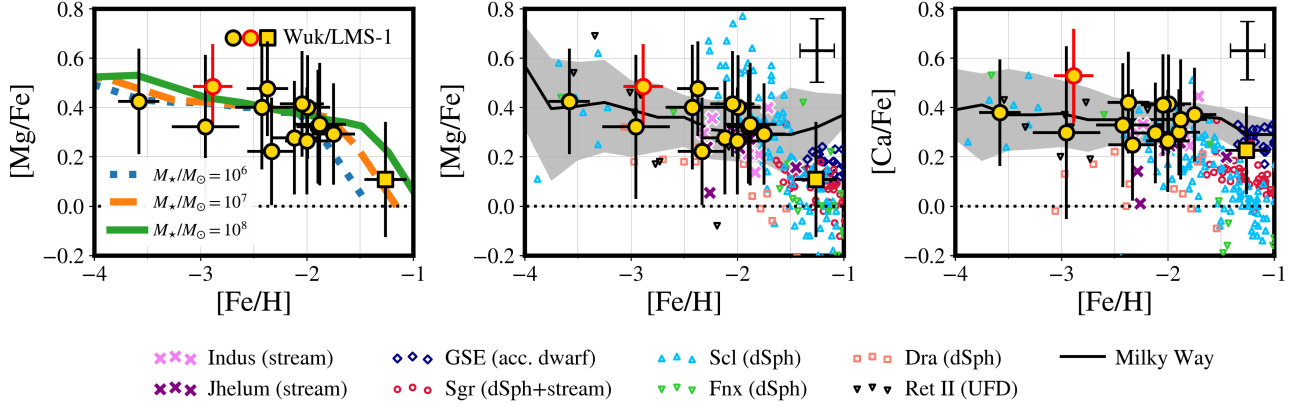 0.8
0.6
0.4
0.2
0.0
−0.2
[Mg/Fe]
Wuk/LMS-1
M⋆/M⊙ = 10⁶
M⋆/M⊙ = 10⁷
M⋆/M⊙ = 10⁸
−4 −3 −2 −1
[Fe/H]
0.8
0.6
0.4
0.2
0.0
−0.2
[Mg/Fe]
−4 −3 −2 −1
[Fe/H]
0.8
0.6
0.4
0.2
0.0
−0.2
[Ca/Fe]
−4 −3 −2 −1
[Fe/H]
Indus (stream) GSE (acc. dwarf) Scl (dSph) Dra (dSph) Milky Way
Jhelum (stream) Sgr (dSph+stream) Fnx (dSph) Ret II (UFD)